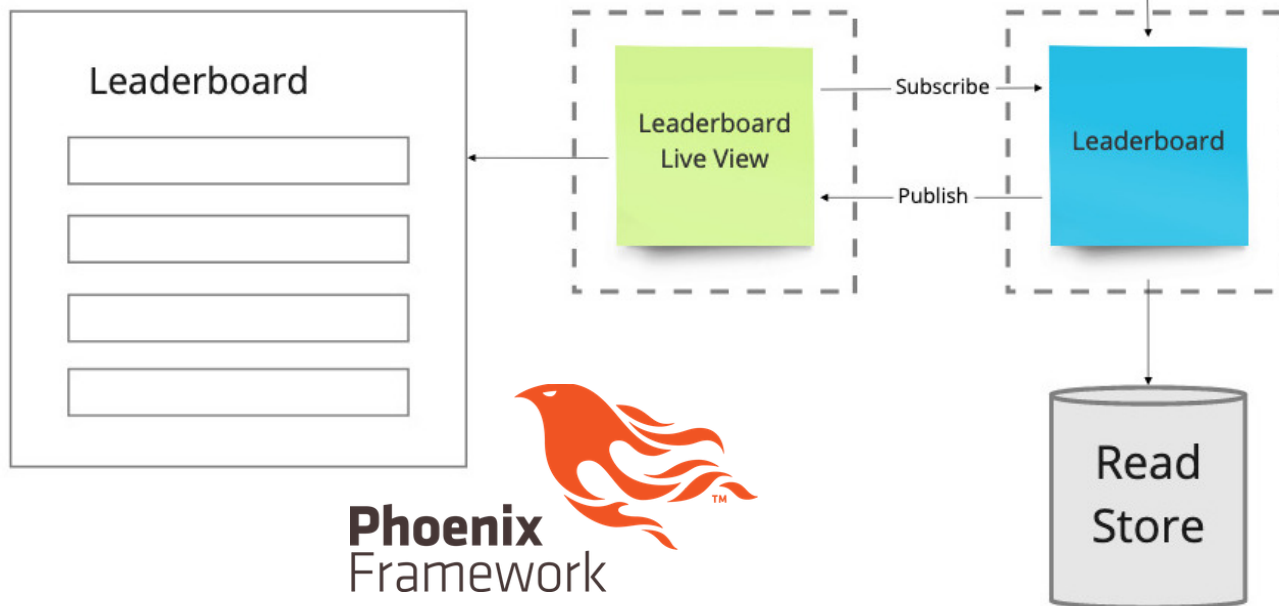 Leaderboard
Leaderboard
Live View
Subscribe
Publish
Leaderboard
Phoenix
Framework
TM
Read
Store